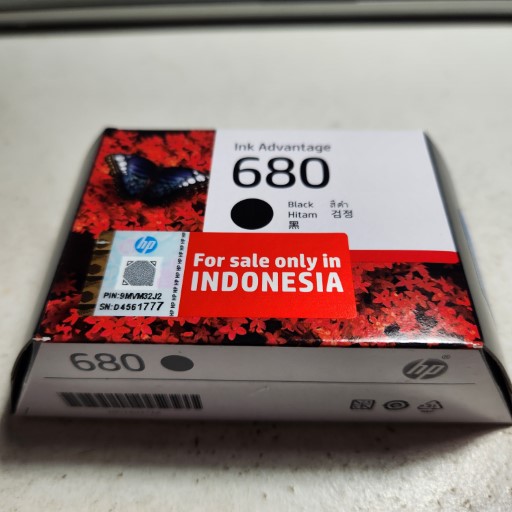 Ink Advantage
680
Black สีดำ
Hitam 검정
黑
hp
For sale only in
INDONESIA
PIN:9MVM32J2
SN:D4561777
680
hp